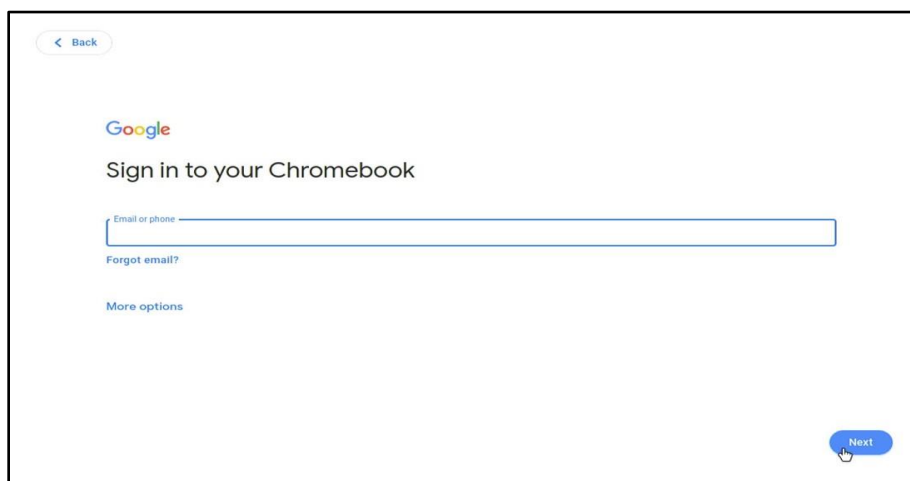 Back
Google
Sign in to your Chromebook
Email or phone
Forgot email?
More options
Next